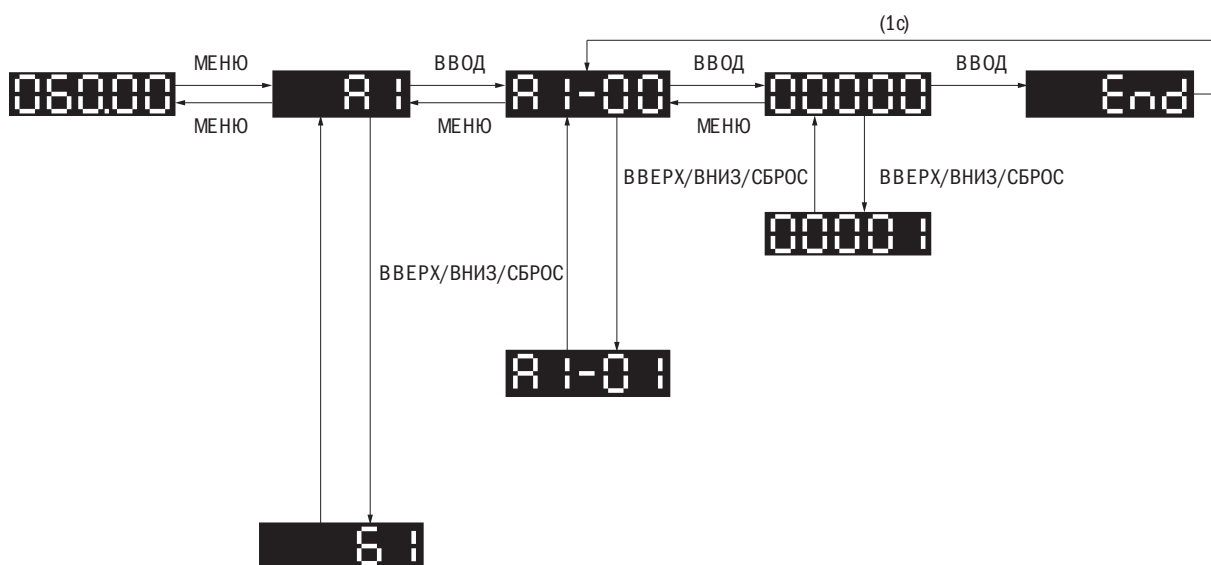 (1с)
МЕНЮ ВВОД ВВОД ВВОД
060.00 A1 A1-00 00000 End
МЕНЮ МЕНЮ МЕНЮ
ВВЕРХ/ВНИЗ/СБРОС ВВЕРХ/ВНИЗ/СБРОС
00001
ВВЕРХ/ВНИЗ/СБРОС
A1-01
61